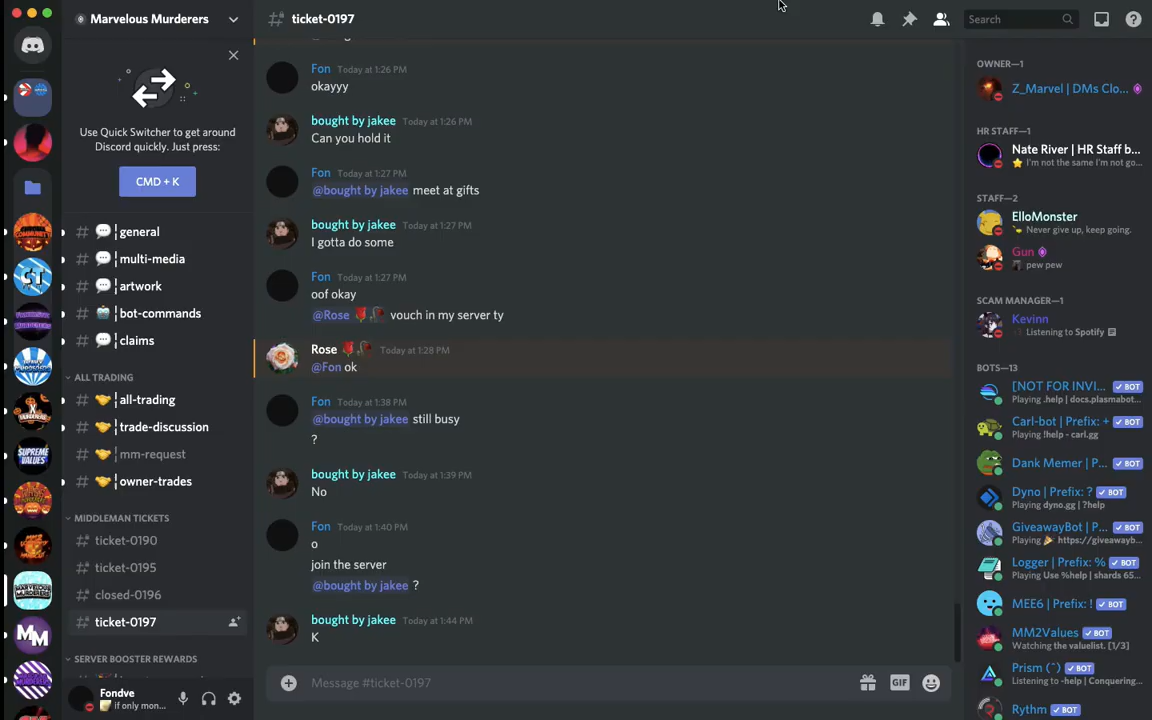 Marvelous Murderers
ticket-0197
Search
Use Quick Switcher to get around
Discord quickly. Just press:
CMD + K
general
multi-media
artwork
bot-commands
claims
ALL TRADING
all-trading
trade-discussion
mm-request
owner-trades
MIDDLEMAN TICKETS
ticket-0190
ticket-0195
closed-0196
ticket-0197
SERVER BOOSTER REWARDS
Fondve
if only mon...
Fon Today at 1:26 PM
okayyy
bought by jakee Today at 1:26 PM
Can you hold it
Fon Today at 1:27 PM
@bought by jakee meet at gifts
bought by jakee Today at 1:27 PM
I gotta do some
Fon Today at 1:27 PM
oof okay
@Rose 🌹🥀 vouch in my server ty
Rose 🌹🥀 Today at 1:28 PM
@Fon ok
Fon Today at 1:38 PM
@bought by jakee still busy
?
bought by jakee Today at 1:39 PM
No
Fon Today at 1:40 PM
o
join the server
@bought by jakee ?
bought by jakee Today at 1:44 PM
K
Message #ticket-0197
GIF
OWNER—1
Z_Marvel | DMs Clo...
HR STAFF—1
Nate River | HR Staff b...
I'm not the same I'm not go...
STAFF—2
ElloMonster
Never give up, keep going.
Gun
pew pew
SCAM MANAGER—1
Kevinn
Listening to Spotify
BOTS—13
[NOT FOR INVI... BOT
Playing .help | docs.plasmabot...
Carl-bot | Prefix: + BOT
Playing !help - carl.gg
Dank Memer | P... BOT
Dyno | Prefix: ? BOT
Playing dyno.gg | ?help
GiveawayBot | P... BOT
Playing 🎉 https://giveawayb...
Logger | Prefix: % BOT
Playing Use %help | shards 65...
MEE6 | Prefix: ! BOT
MM2Values BOT
Watching the valuelist. [1/3]
Prism (^) BOT
Listening to -help | Conquering...
Rythm BOT
CT
SUPREME
VALUES
MM